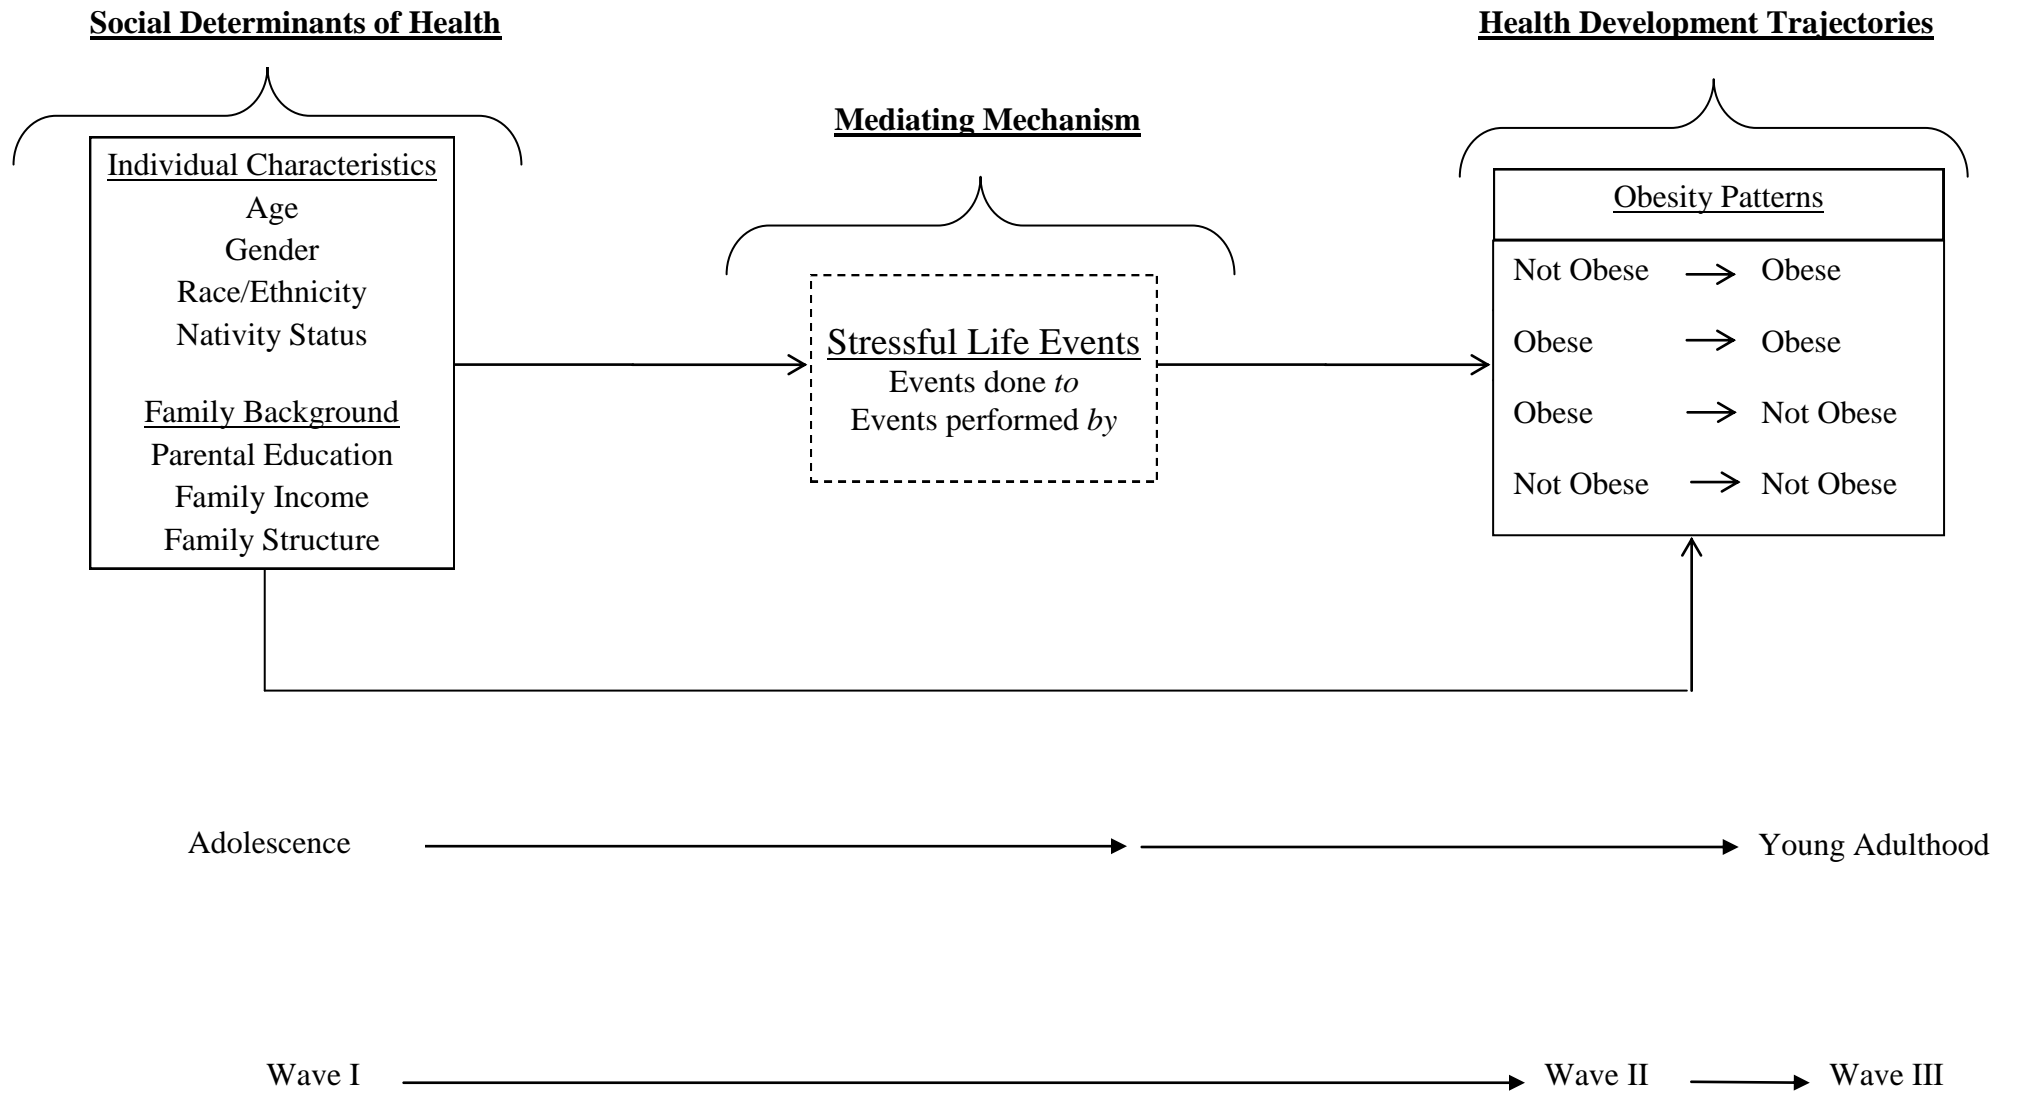 Social Determinants of Health
Individual Characteristics
Age
Gender
Race/Ethnicity
Nativity Status
Family Background
Parental Education
Family Income
Family Structure
Mediating Mechanism
Stressful Life Events
Events done to
Events performed by
Health Development Trajectories
Obesity Patterns
Not Obese Obese
Obese Obese
Obese Not Obese
Not Obese Not Obese
Adolescence Young Adulthood
Wave I Wave II Wave III